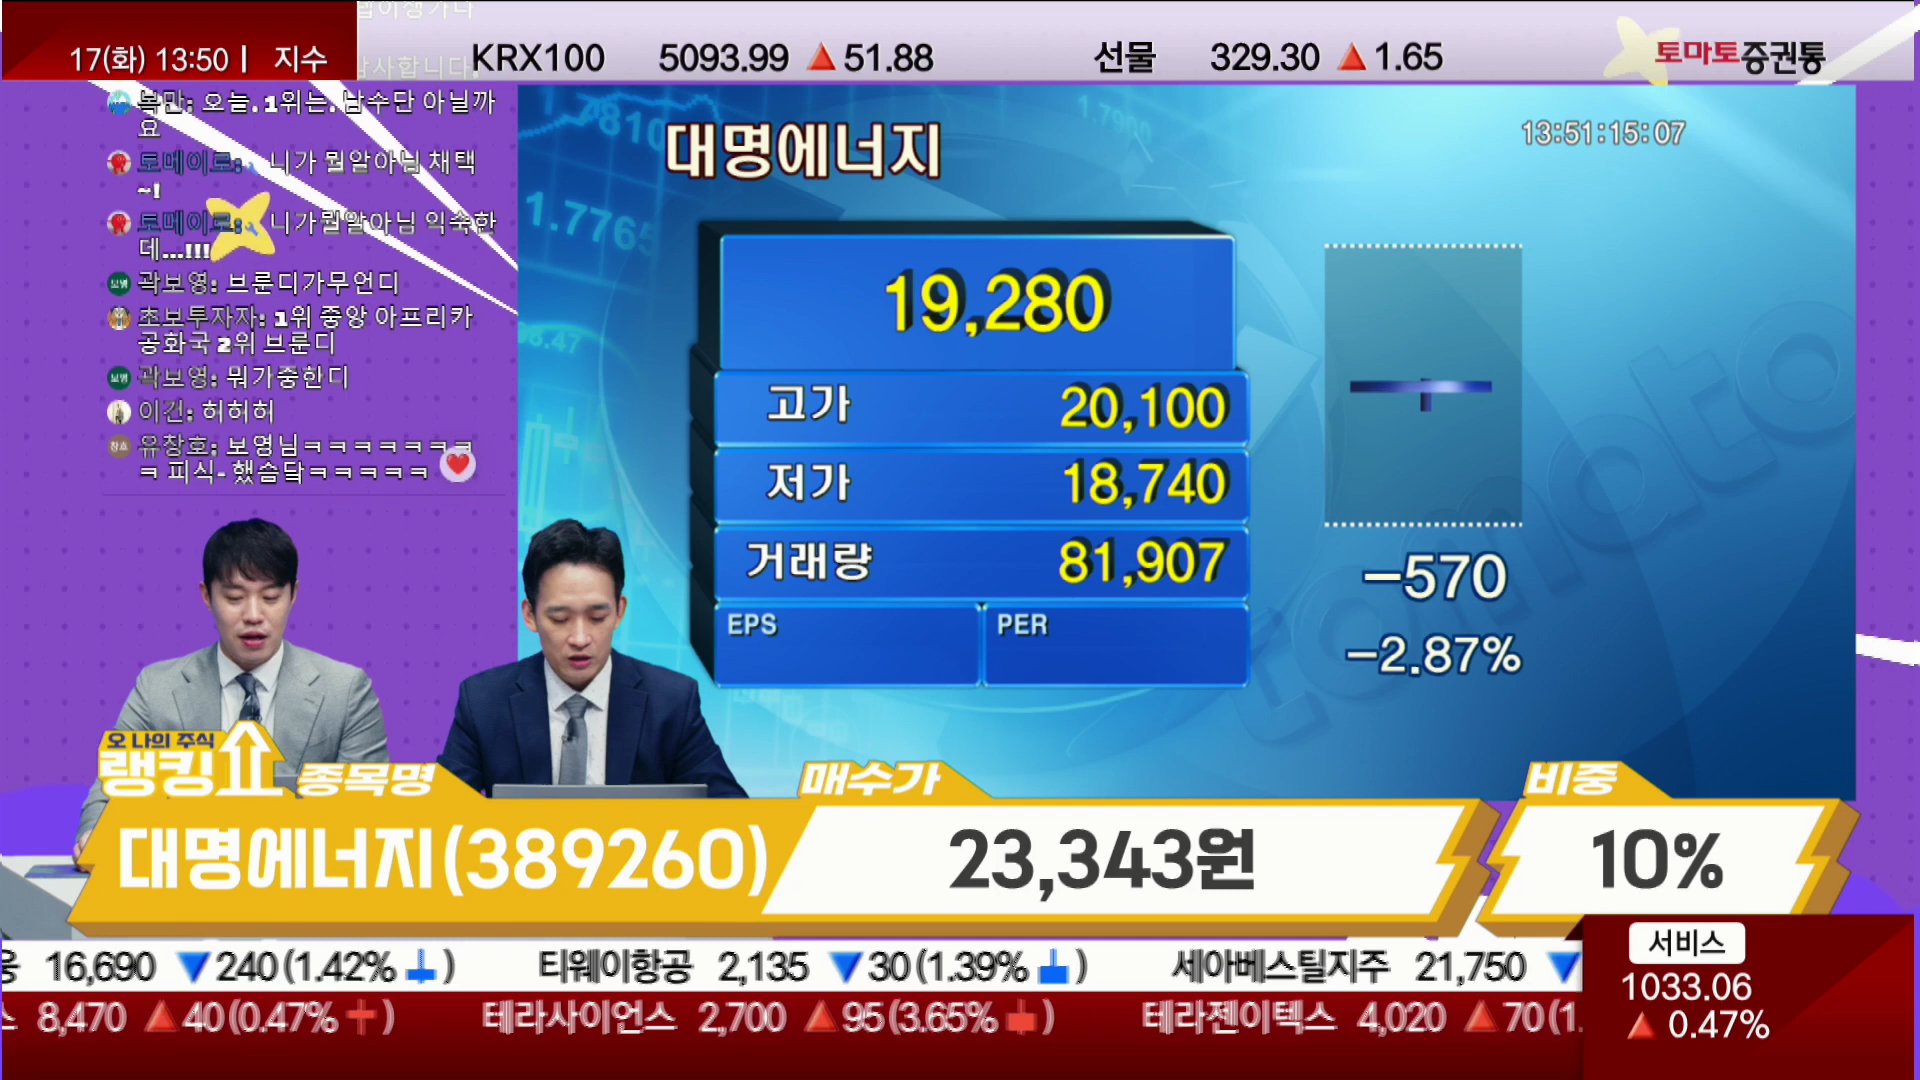 17(화) 13:50 | 지수
KRX100 5093.99 ▲51.88
선물 329.30 ▲1.65
토마토증권통
복만: 오늘.1위는.남수단 아닐까
요
토메이로: 니가 뭘알아님 채택
~!
토메이로: 니가뭘알아님 익숙한
데...!!!
곽보영: 브룬디가무언디
초보투자자: 1위 중앙 아프리카
공화국 2위 브룬디
곽보영: 뭐가중한디
이건: 허허허
유창호: 보영님ㅋㅋㅋㅋㅋㅋㅋ
ㅋ 피식- 했슴닼ㅋㅋㅋㅋㅋ
대명에너지
13:51:15:07
19,280
고가 20,100
저가 18,740
거래량 81,907
EPS PER
-570
-2.87%
tomato
오 나의 주식
랭킹쇼
종목명 매수가 비중
대명에너지(389260) 23,343원 10%
16,690 ▼240(1.42%) 티웨이항공 2,135 ▼30(1.39%) 세아베스틸지주 21,750 ▼
8,470 ▲40(0.47%) 테라사이언스 2,700 ▲95(3.65%) 테라젠이텍스 4,020 ▲70(1.
서비스
1033.06
▲ 0.47%